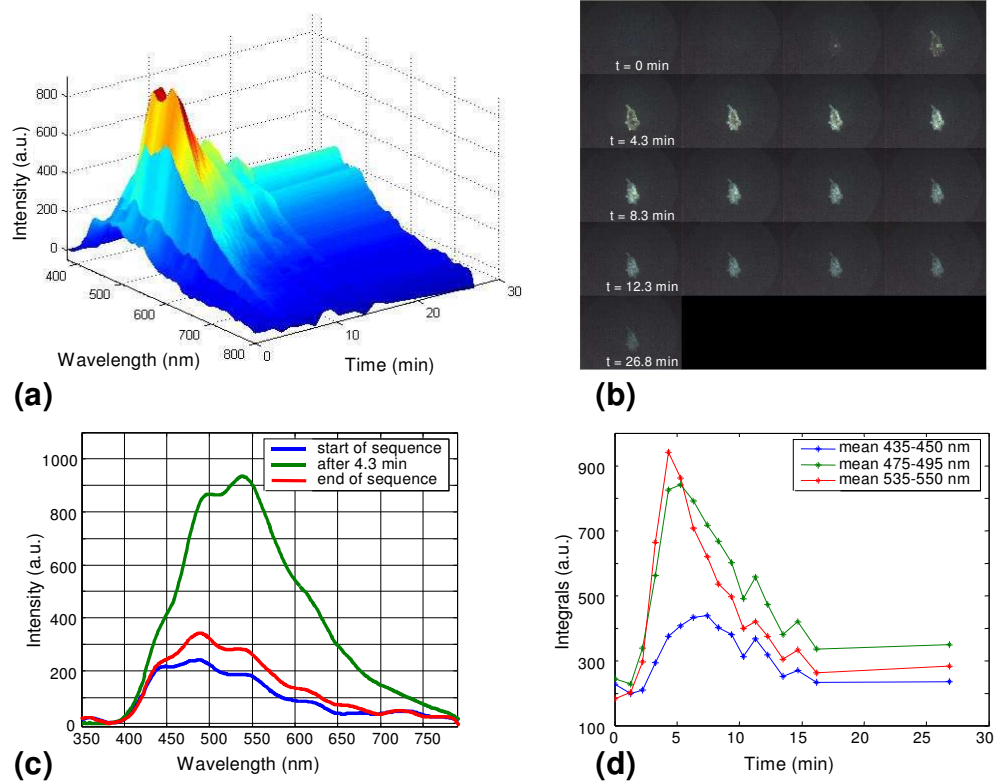 800
600
400
200
0
Intensity (a.u.)
400
500
600
700
800
Wavelength (nm)
0
10
20
30
Time (min)
(a)
t = 0 min
t = 4.3 min
t = 8.3 min
t = 12.3 min
t = 26.8 min
(b)
1000
800
600
400
200
0
Intensity (a.u.)
start of sequence
after 4.3 min
end of sequence
350 400 450 500 550 600 650 700 750
Wavelength (nm)
(c)
900
700
500
300
100
Integrals (a.u.)
mean 435-450 nm
mean 475-495 nm
mean 535-550 nm
0 5 10 15 20 25 30
Time (min)
(d)